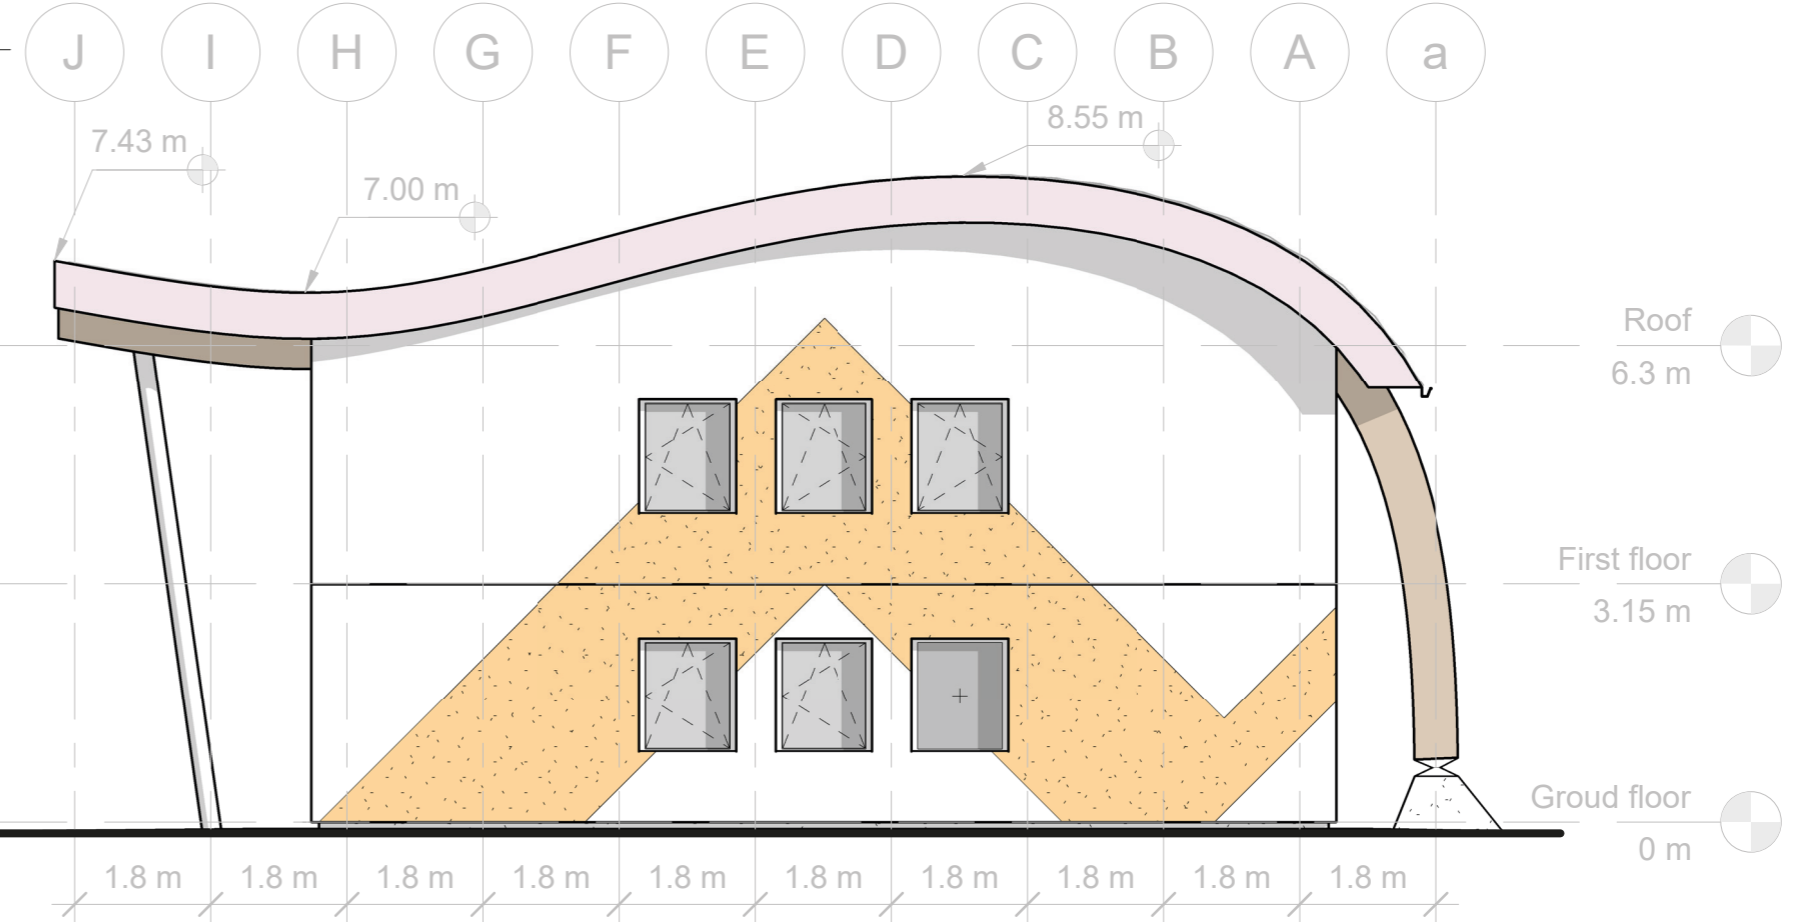 J I H G F E D C B A a
8.55 m
7.43 m
7.00 m
Roof
6.3 m
First floor
3.15 m
Groud floor
0 m
1.8 m 1.8 m 1.8 m 1.8 m 1.8 m 1.8 m 1.8 m 1.8 m 1.8 m 1.8 m